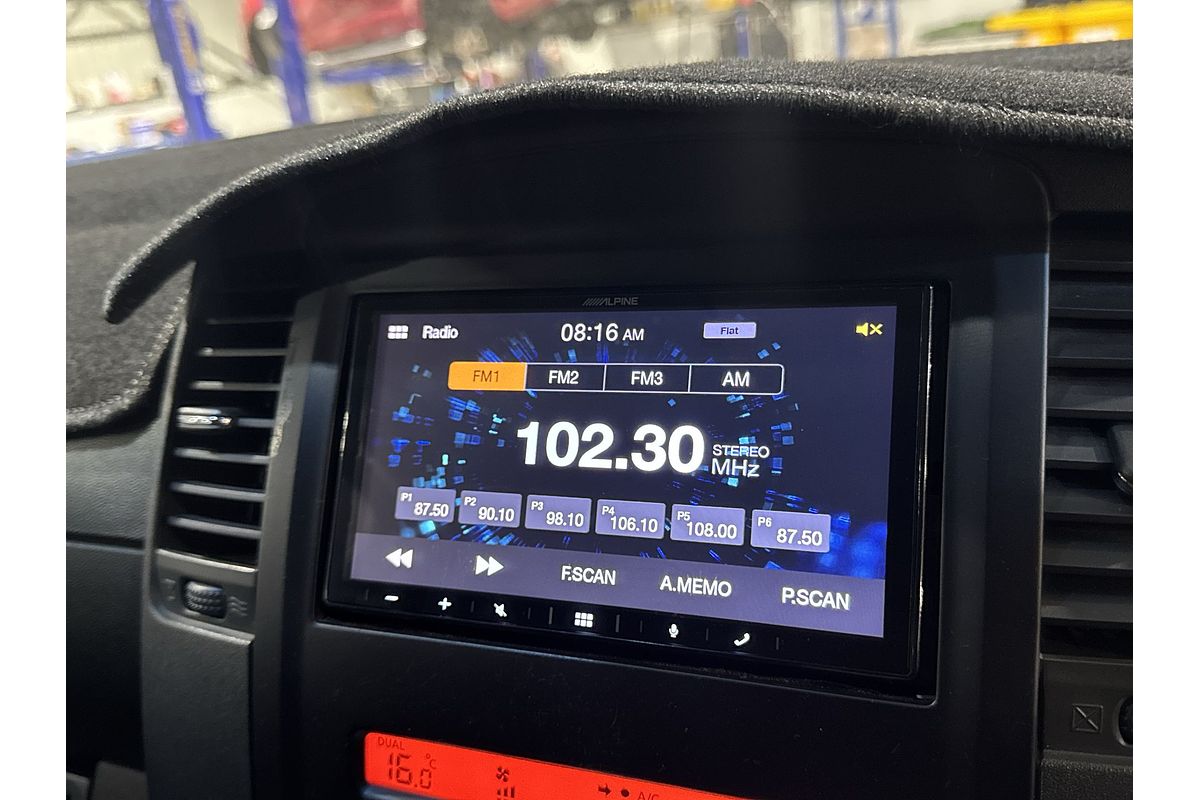 ALPINE
Radio 08:16 AM Flat
FM1 FM2 FM3 AM
102.30 STEREO MHz
P1 87.50 P2 90.10 P3 98.10 P4 106.10 P5 108.00 P6 87.50
F.SCAN A.MEMO P.SCAN
DUAL
16.0 °C
A/C